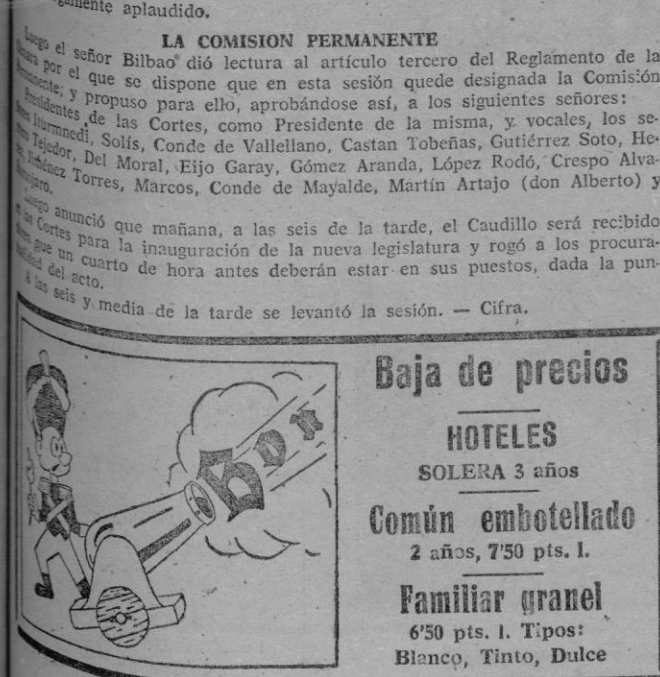 aplaudido.
LA COMISION PERMANENTE
Luego el señor Bilbao dió lectura al artículo tercero del Reglamento de la
por el que se dispone que en esta sesión quede designada la Comisión
y propuso para ello, aprobándose así, a los siguientes señores:
Presidentes de las Cortes, como Presidente de la misma, y vocales, los se-
Iturmnedi, Solís, Conde de Vallellano, Castan Tobeñas, Gutiérrez Soto, He-
Tejedor, Del Moral, Eijo Garay, Gómez Aranda, López Rodó, Crespo Alva-
Jiménez Torres, Marcos, Conde de Mayalde, Martín Artajo (don Alberto) y
Luego anunció que mañana, a las seis de la tarde, el Caudillo será recibido
Cortes para la inauguración de la nueva legislatura y rogó a los procura-
que un cuarto de hora antes deberán estar en sus puestos, dada la pun-
del acto.
A las seis y media de la tarde se levantó la sesión. — Cifra.
Bon
Baja de precios
HOTELES
SOLERA 3 años
Común embotellado
2 años, 7'50 pts. l.
Familiar granel
6'50 pts. l. Tipos:
Blanco, Tinto, Dulce